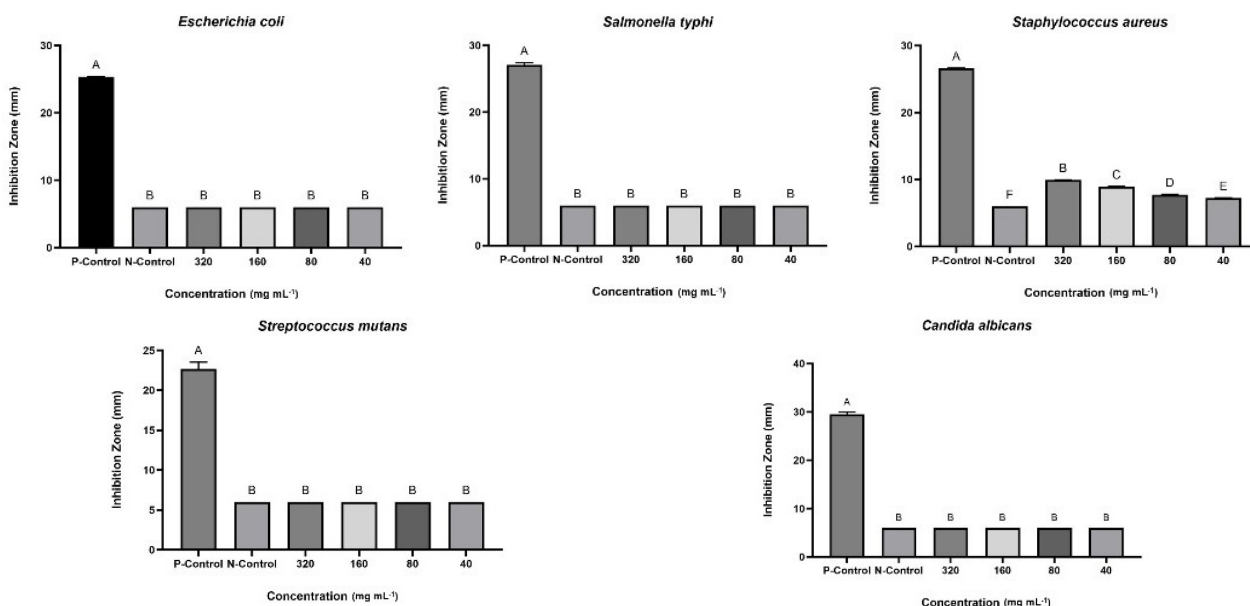 Escherichia coli
Inhibition Zone (mm)
30
20
10
0
A
B
B
B
B
B
P-Control N-Control 320 160 80 40
Concentration (mg mL⁻¹)
Salmonella typhi
Inhibition Zone (mm)
30
20
10
0
A
B
B
B
B
B
P-Control N-Control 320 160 80 40
Concentration (mg mL⁻¹)
Staphylococcus aureus
Inhibition Zone (mm)
30
20
10
0
A
F
B
C
D
E
P-Control N-Control 320 160 80 40
Concentration (mg mL⁻¹)
Streptococcus mutans
Inhibition Zone (mm)
25
20
15
10
5
0
A
B
B
B
B
B
P-Control N-Control 320 160 80 40
Concentration (mg mL⁻¹)
Candida albicans
Inhibition Zone (mm)
40
30
20
10
0
A
B
B
B
B
B
P-Control N-Control 320 160 80 40
Concentration (mg mL⁻¹)